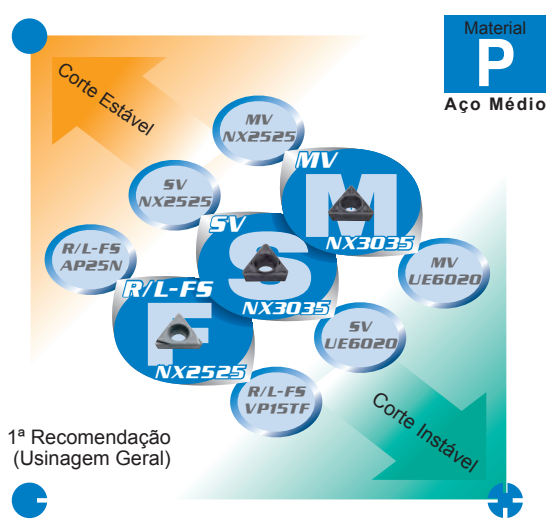 Material
P
Aço Médio
Corte Estável
MV
NX2525
SV
NX2525
R/L-FS
AP25N
MV
M
NX3035
SV
S
NX3035
R/L-FS
F
NX2525
MV
UE6020
SV
UE6020
R/L-FS
VP15TF
Corte Instável
1ª Recomendação
(Usinagem Geral)